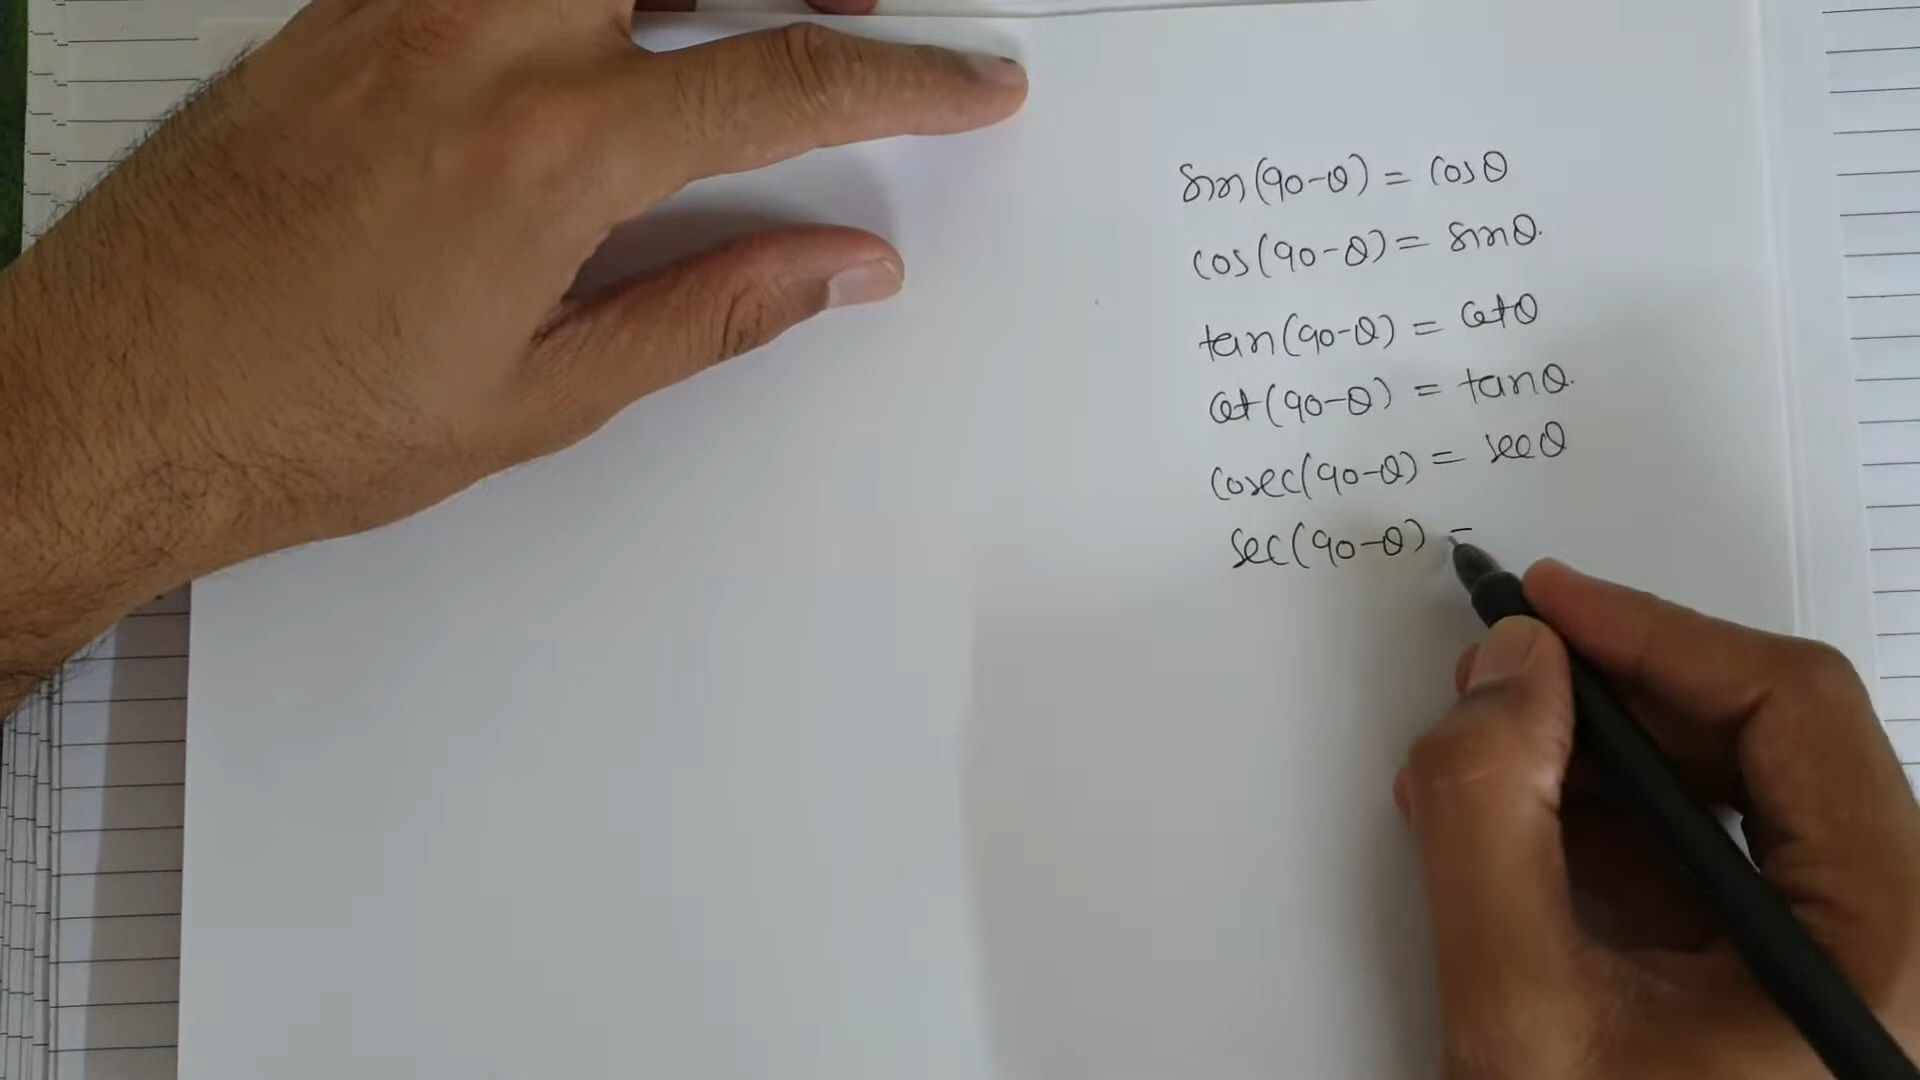 sin(90-θ) = cosθ
cos(90-θ) = sinθ.
tan(90-θ) = cotθ
cot(90-θ) = tanθ.
cosec(90-θ) = secθ
sec(90-θ) =